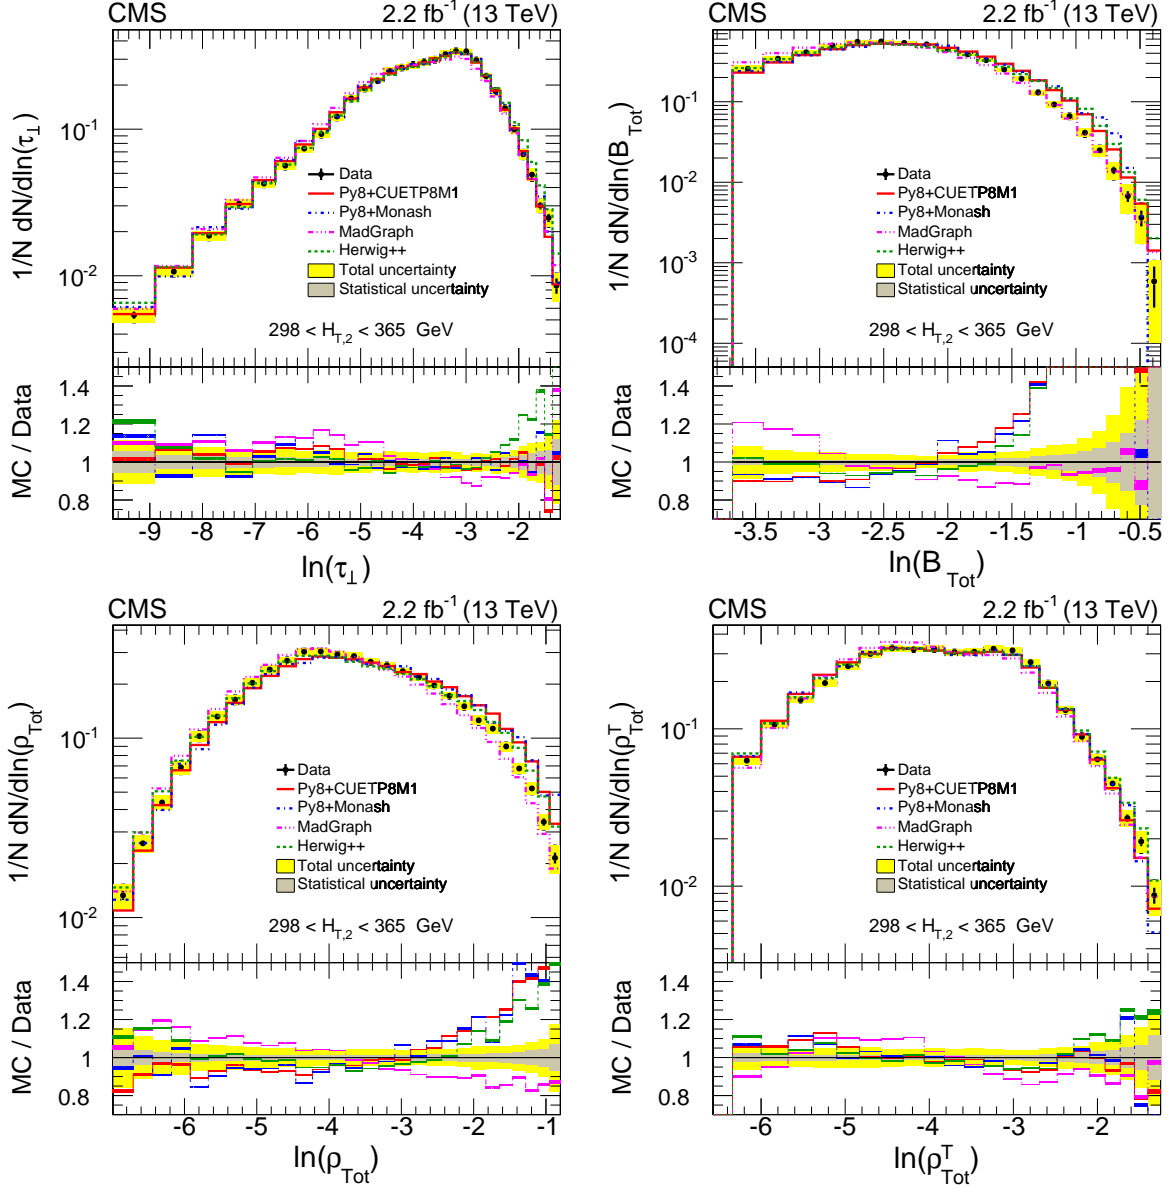 CMS 2.2 fb⁻¹ (13 TeV)
1/N dN/dln(τ⊥)
10⁻¹
10⁻²
Data
Py8+CUETP8M1
Py8+Monash
MadGraph
Herwig++
Total uncertainty
Statistical uncertainty
298 < H_T,2 < 365 GeV
MC / Data
1.4
1.2
1
0.8
-9 -8 -7 -6 -5 -4 -3 -2
ln(τ⊥)
CMS 2.2 fb⁻¹ (13 TeV)
1/N dN/dln(B_Tot)
1
10⁻¹
10⁻²
10⁻³
10⁻⁴
Data
Py8+CUETP8M1
Py8+Monash
MadGraph
Herwig++
Total uncertainty
Statistical uncertainty
298 < H_T,2 < 365 GeV
MC / Data
1.4
1.2
1
0.8
-3.5 -3 -2.5 -2 -1.5 -1 -0.5
ln(B_Tot)
CMS 2.2 fb⁻¹ (13 TeV)
1/N dN/dln(ρ_Tot)
10⁻¹
10⁻²
Data
Py8+CUETP8M1
Py8+Monash
MadGraph
Herwig++
Total uncertainty
Statistical uncertainty
298 < H_T,2 < 365 GeV
MC / Data
1.4
1.2
1
0.8
-6 -5 -4 -3 -2 -1
ln(ρ_Tot)
CMS 2.2 fb⁻¹ (13 TeV)
1/N dN/dln(ρ^T_Tot)
10⁻¹
10⁻²
Data
Py8+CUETP8M1
Py8+Monash
MadGraph
Herwig++
Total uncertainty
Statistical uncertainty
298 < H_T,2 < 365 GeV
MC / Data
1.4
1.2
1
0.8
-6 -5 -4 -3 -2
ln(ρ^T_Tot)